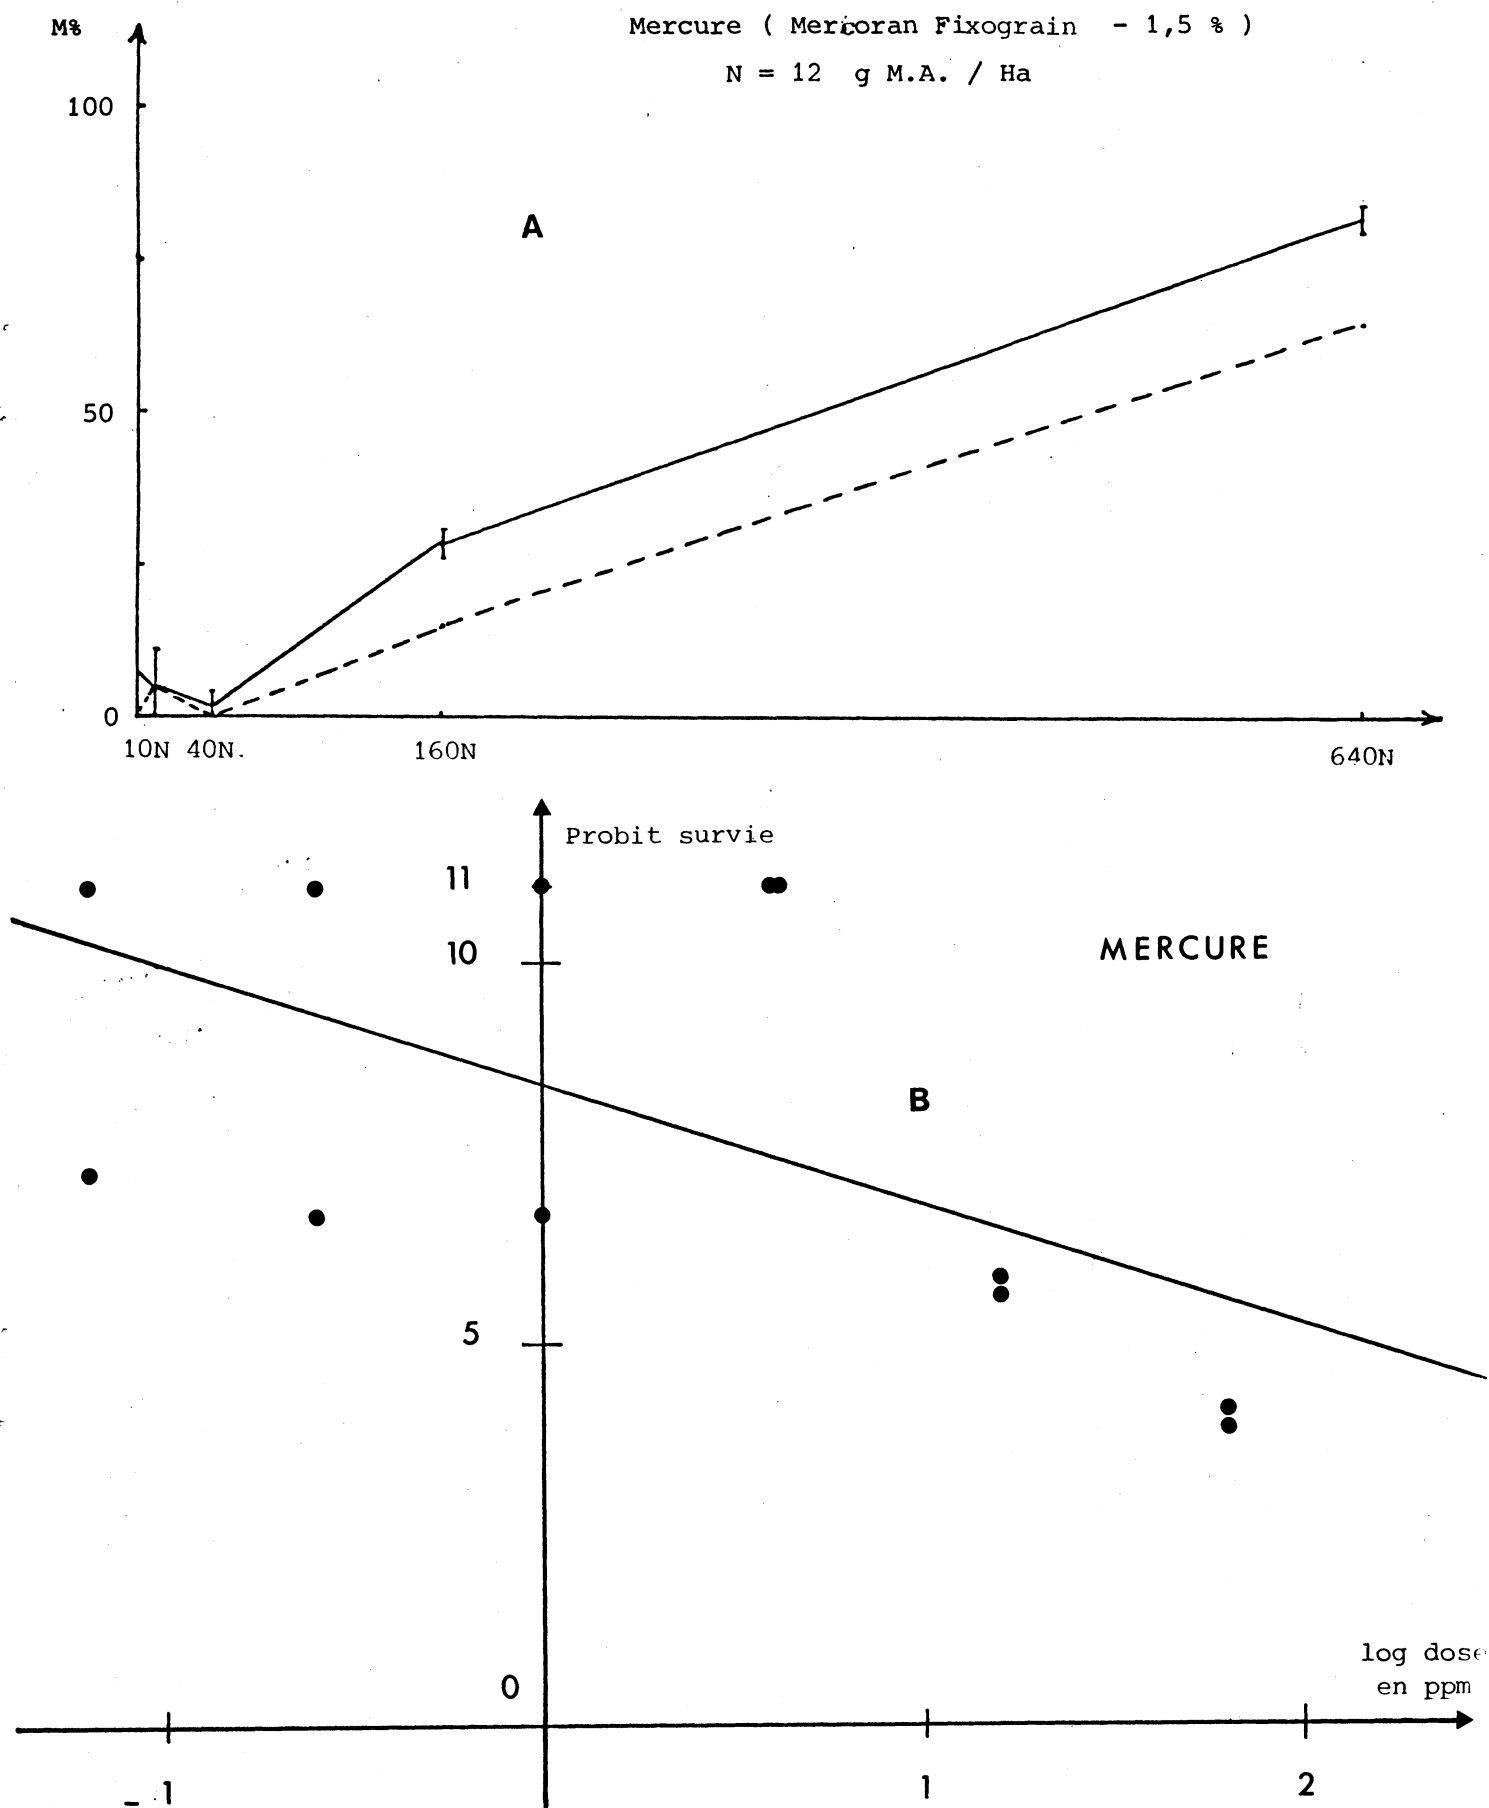 M%
Mercure ( Mercoran Fixograin - 1,5 % )
N = 12 g M.A. / Ha
100
A
50
0
10N 40N. 160N 640N
Probit survie
11
10
MERCURE
B
5
log dose
en ppm
0
- 1 1 2